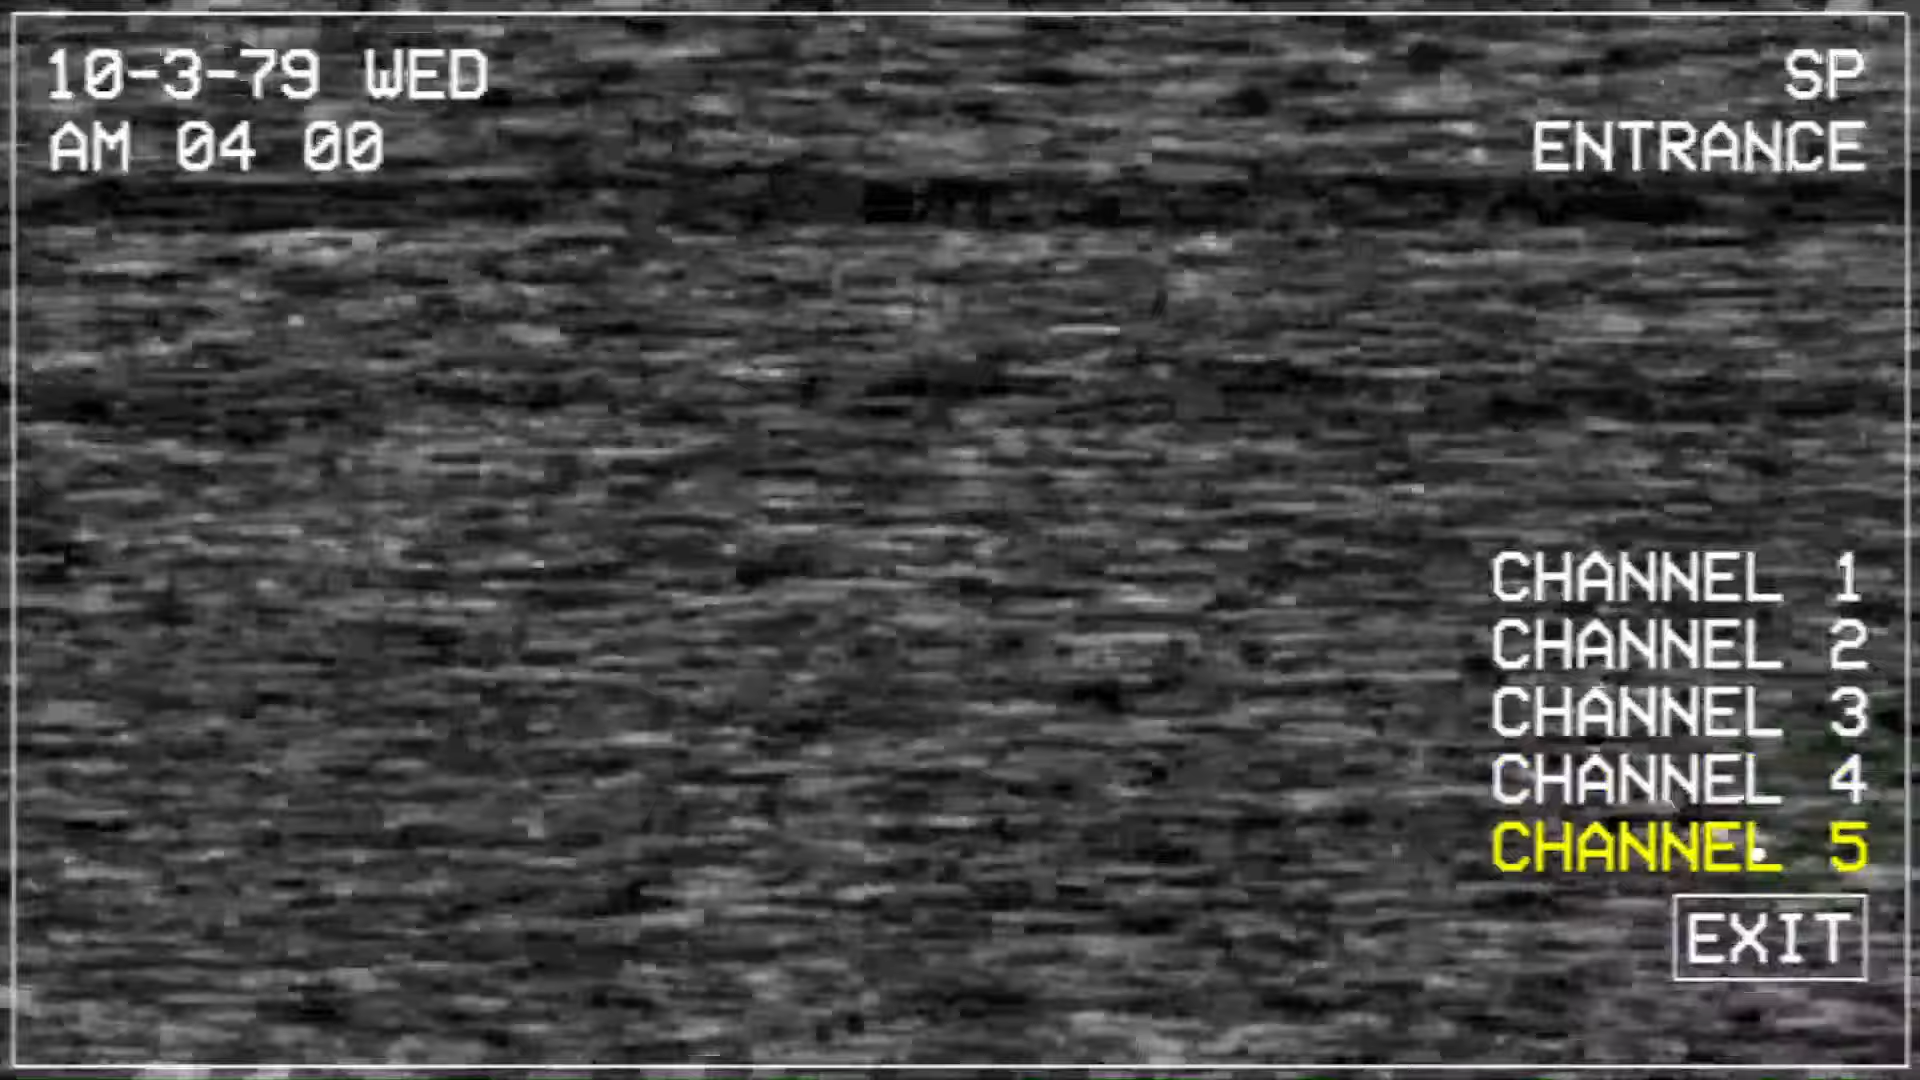 10-3-79 WED
AM 04 00
SP
ENTRANCE
CHANNEL 1
CHANNEL 2
CHANNEL 3
CHANNEL 4
CHANNEL 5
EXIT